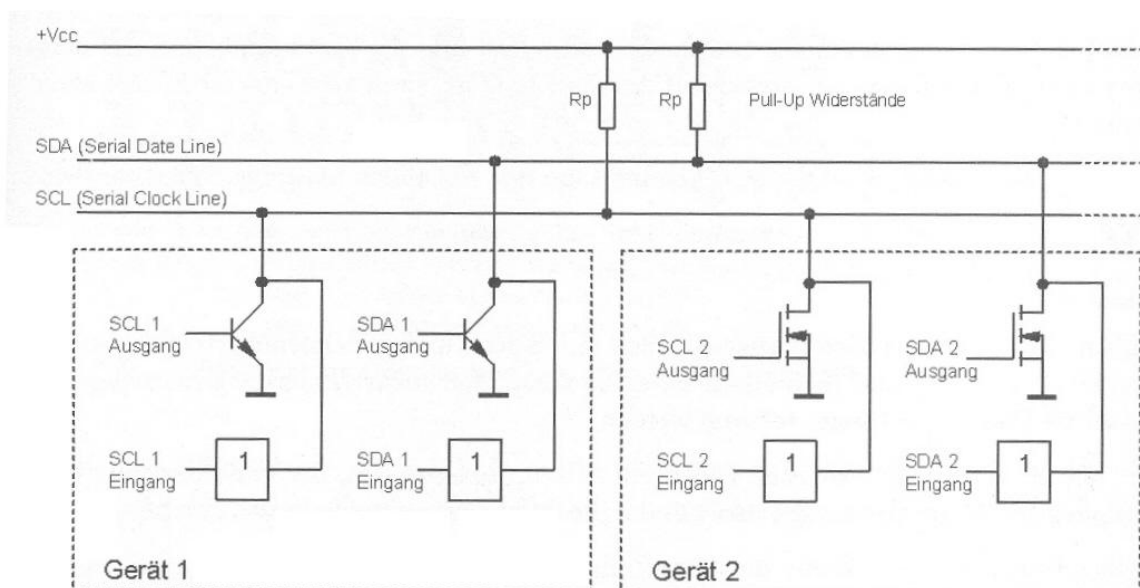 +Vcc
Rp
Rp
Pull-Up Widerstände
SDA (Serial Date Line)
SCL (Serial Clock Line)
SCL 1
Ausgang
SDA 1
Ausgang
SCL 2
Ausgang
SDA 2
Ausgang
SCL 1
Eingang
1
SDA 1
Eingang
1
SCL 2
Eingang
1
SDA 2
Eingang
1
Gerät 1
Gerät 2